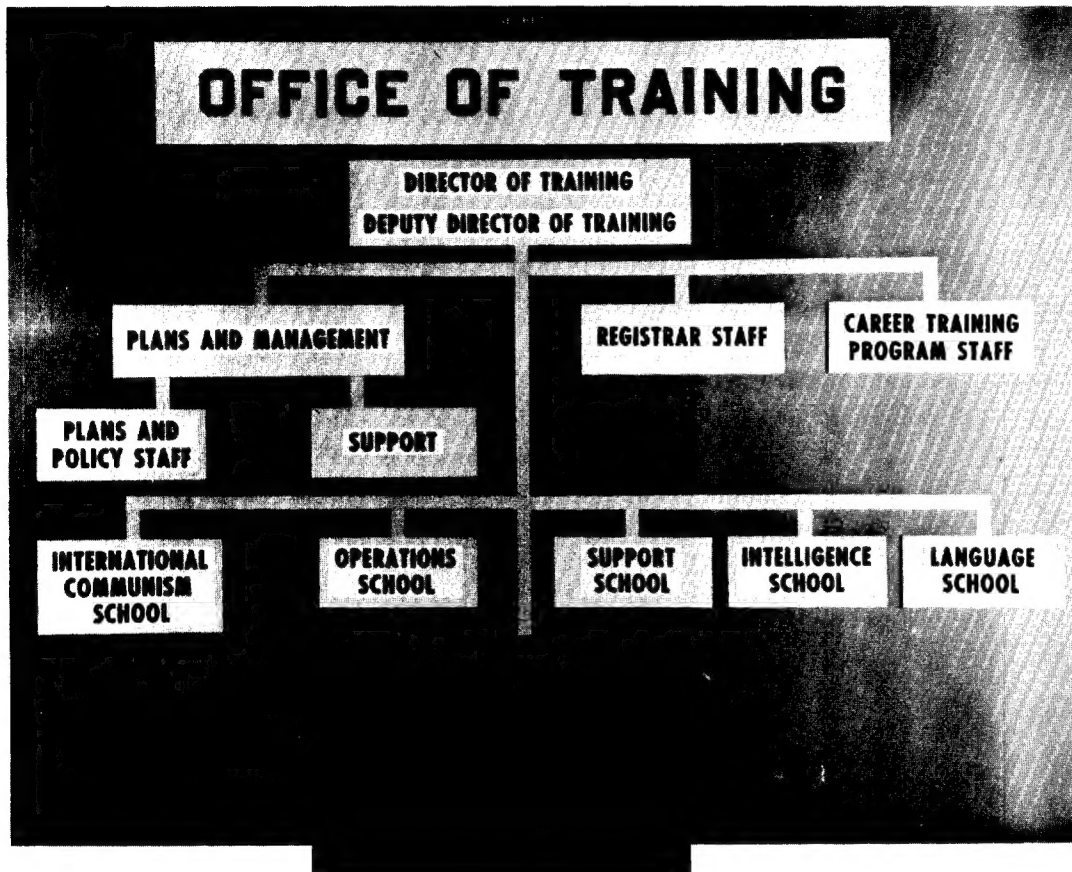 OFFICE OF TRAINING
DIRECTOR OF TRAINING
DEPUTY DIRECTOR OF TRAINING
PLANS AND MANAGEMENT
REGISTRAR STAFF
CAREER TRAINING
PROGRAM STAFF
PLANS AND
POLICY STAFF
SUPPORT
INTERNATIONAL
COMMUNISM
SCHOOL
OPERATIONS
SCHOOL
SUPPORT
SCHOOL
INTELLIGENCE
SCHOOL
LANGUAGE
SCHOOL